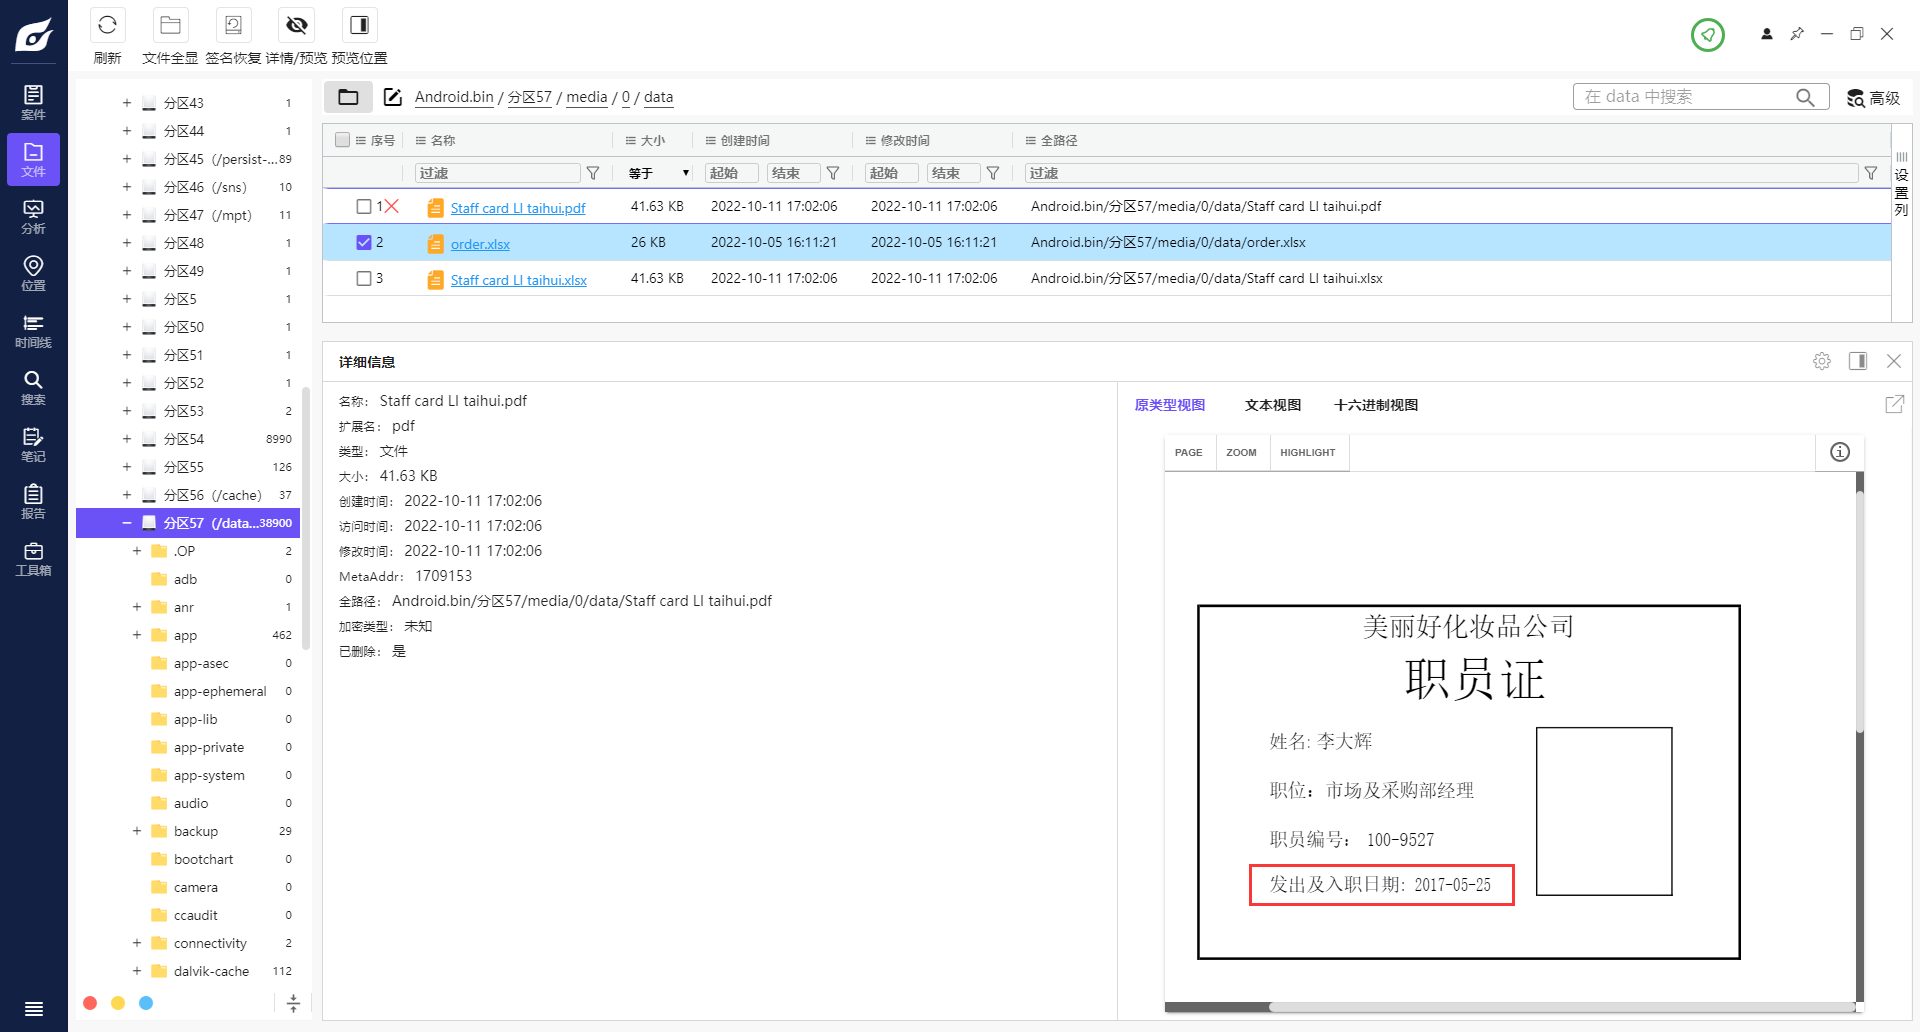 刷新
文件全显
签名恢复
详情/预览
预览位置
案件
文件
分析
位置
时间线
搜索
笔记
报告
工具箱
分区43 1
分区44 1
分区45（/persist-... 89
分区46（/sns） 10
分区47（/mpt） 11
分区48 1
分区49 1
分区5 1
分区50 1
分区51 1
分区52 1
分区53 2
分区54 8990
分区55 126
分区56（/cache） 37
分区57（/data... 38900
.OP 2
adb 0
anr 1
app 462
app-asec 0
app-ephemeral 0
app-lib 0
app-private 0
app-system 0
audio 0
backup 29
bootchart 0
camera 0
ccaudit 0
connectivity 2
dalvik-cache 112
Android.bin / 分区57 / media / 0 / data
在 data 中搜索
高级
序号 名称 大小 创建时间 修改时间 全路径
过滤 等于 起始 结束 起始 结束 过滤
1 Staff card LI taihui.pdf 41.63 KB 2022-10-11 17:02:06 2022-10-11 17:02:06 Android.bin/分区57/media/0/data/Staff card LI taihui.pdf
2 order.xlsx 26 KB 2022-10-05 16:11:21 2022-10-05 16:11:21 Android.bin/分区57/media/0/data/order.xlsx
3 Staff card LI taihui.xlsx 41.63 KB 2022-10-11 17:02:06 2022-10-11 17:02:06 Android.bin/分区57/media/0/data/Staff card LI taihui.xlsx
设置列
详细信息
名称： Staff card LI taihui.pdf
扩展名： pdf
类型： 文件
大小： 41.63 KB
创建时间： 2022-10-11 17:02:06
访问时间： 2022-10-11 17:02:06
修改时间： 2022-10-11 17:02:06
MetaAddr： 1709153
全路径： Android.bin/分区57/media/0/data/Staff card LI taihui.pdf
加密类型： 未知
已删除： 是
原类型视图 文本视图 十六进制视图
PAGE ZOOM HIGHLIGHT
美丽好化妆品公司
职员证
姓名: 李大辉
职位：市场及采购部经理
职员编号： 100-9527
发出及入职日期: 2017-05-25